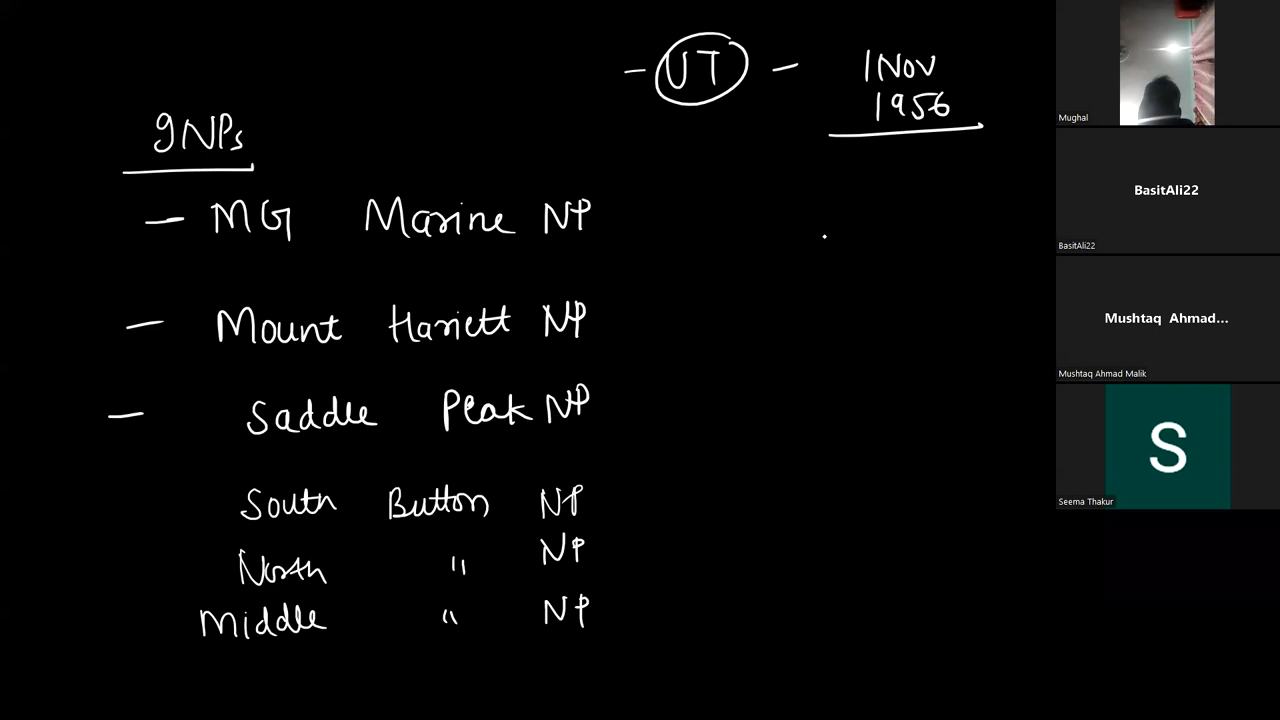 - UT - 1 Nov
1956
9 NPs
- MG Marine NP
- Mount Hariett NP
- Saddle Peak NP
South Button NP
North " NP
Middle " NP
Mughal
BasitAli22
BasitAli22
Mushtaq Ahmad...
Mushtaq Ahmad Malik
S
Seema Thakur